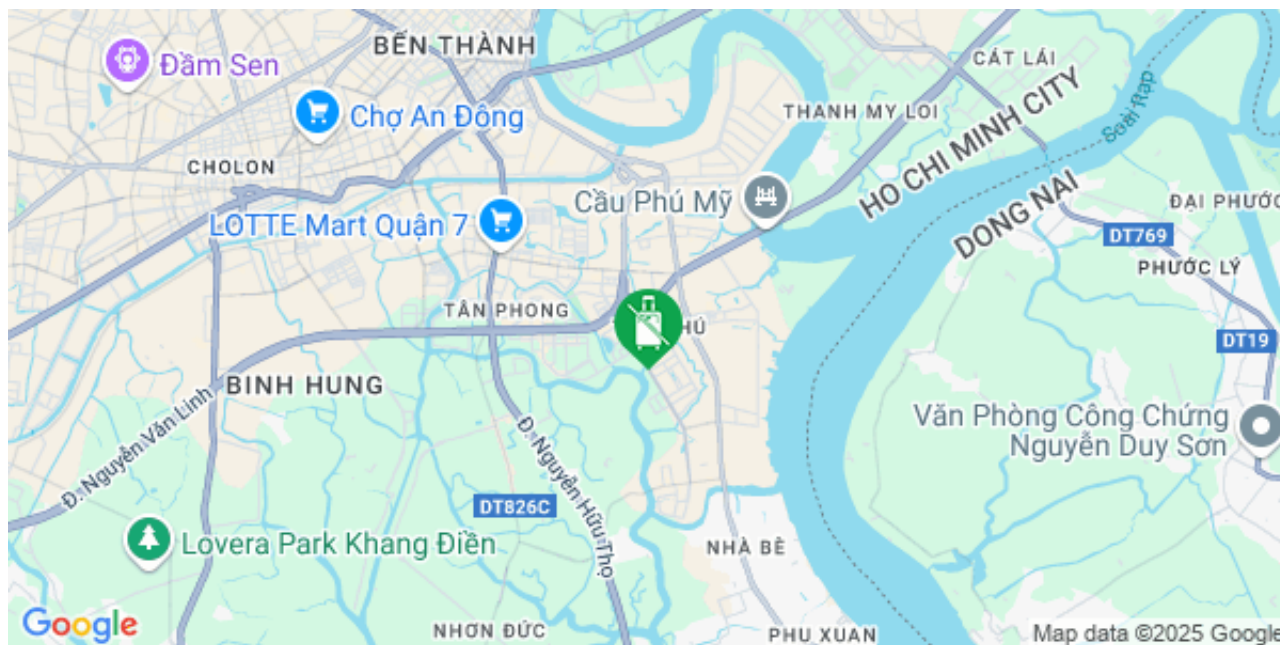 BẾN THÀNH
CÁT LÁI
Đầm Sen
Chợ An Đông
THANH MY LOI
HO CHI MINH CITY
Soài Rạp
CHOLON
Cầu Phú Mỹ
ĐẠI PHƯỚC
LOTTE Mart Quận 7
DONG NAI
DT769
PHƯỚC LÝ
TÂN PHONG
HÚ
DT19
BINH HUNG
Đ. Nguyễn Văn Linh
Văn Phòng Công Chứng
Nguyễn Duy Sơn
Đ. Nguyễn Hữu Thọ
DT826C
Lovera Park Khang Điền
NHÀ BÈ
Google
NHƠN ĐỨC
PHU XUAN
Map data ©2025 Google